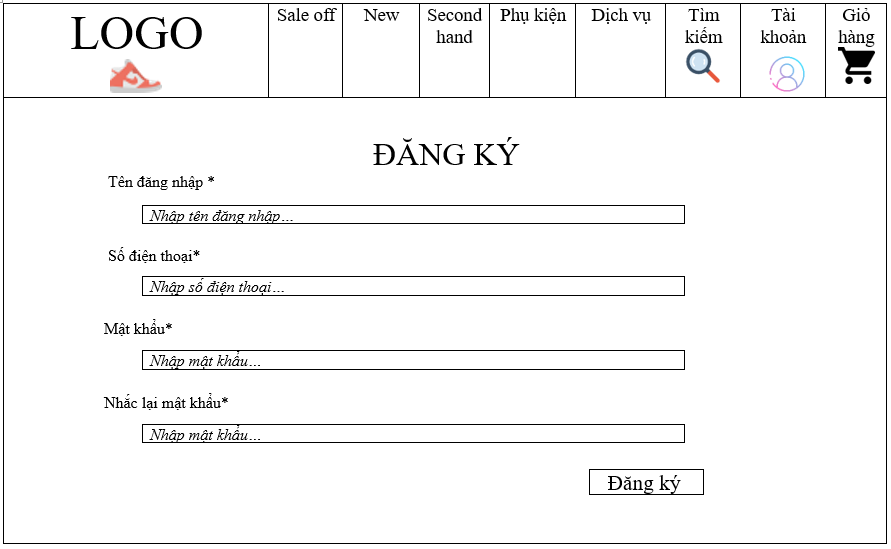 LOGO
Sale off
New
Second
hand
Phụ kiện
Dịch vụ
Tìm
kiếm
Tài
khoản
Giỏ
hàng
ĐĂNG KÝ
Tên đăng nhập *
Nhập tên đăng nhập...
Số điện thoại*
Nhập số điện thoại...
Mật khẩu*
Nhập mật khẩu...
Nhắc lại mật khẩu*
Nhập mật khẩu...
Đăng ký